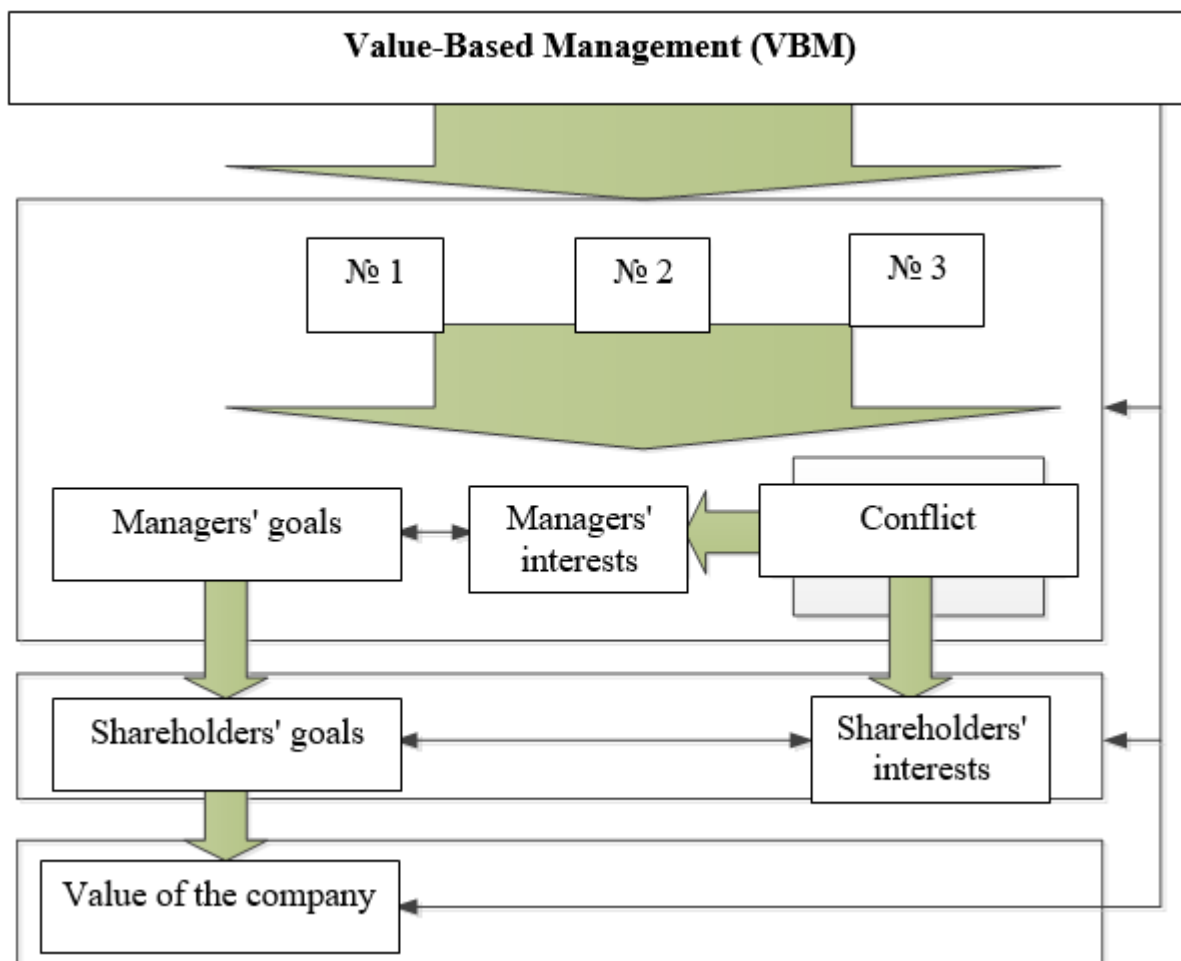 Value-Based Management (VBM)
№ 1
№ 2
№ 3
Managers' goals
Managers'
interests
Conflict
Shareholders' goals
Shareholders'
interests
Value of the company